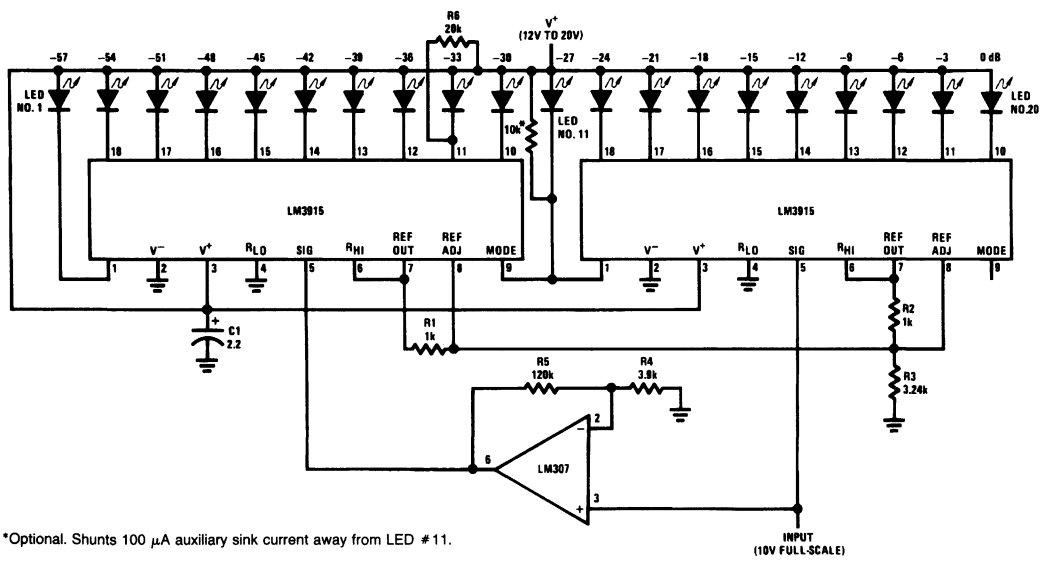 R6
20k
V+
(12V TO 20V)
–57 –54 –51 –48 –45 –42 –39 –36 –33 –30 –27 –24 –21 –18 –15 –12 –9 –6 –3 0 dB
LED
NO. 1
10k*
LED
NO. 11
LED
NO.20
18 17 16 15 14 13 12 11 10
18 17 16 15 14 13 12 11 10
LM3915
LM3915
V– V+ RLO SIG RHI REF OUT REF ADJ MODE
V– V+ RLO SIG RHI REF OUT REF ADJ MODE
1 2 3 4 5 6 7 8 9
1 2 3 4 5 6 7 8 9
+
C1
2.2
R1
1k
R2
1k
R3
3.24k
R5
120k
R4
3.9k
2
–
6
LM307
3
+
INPUT
(10V FULL-SCALE)
*Optional. Shunts 100 μA auxiliary sink current away from LED #11.